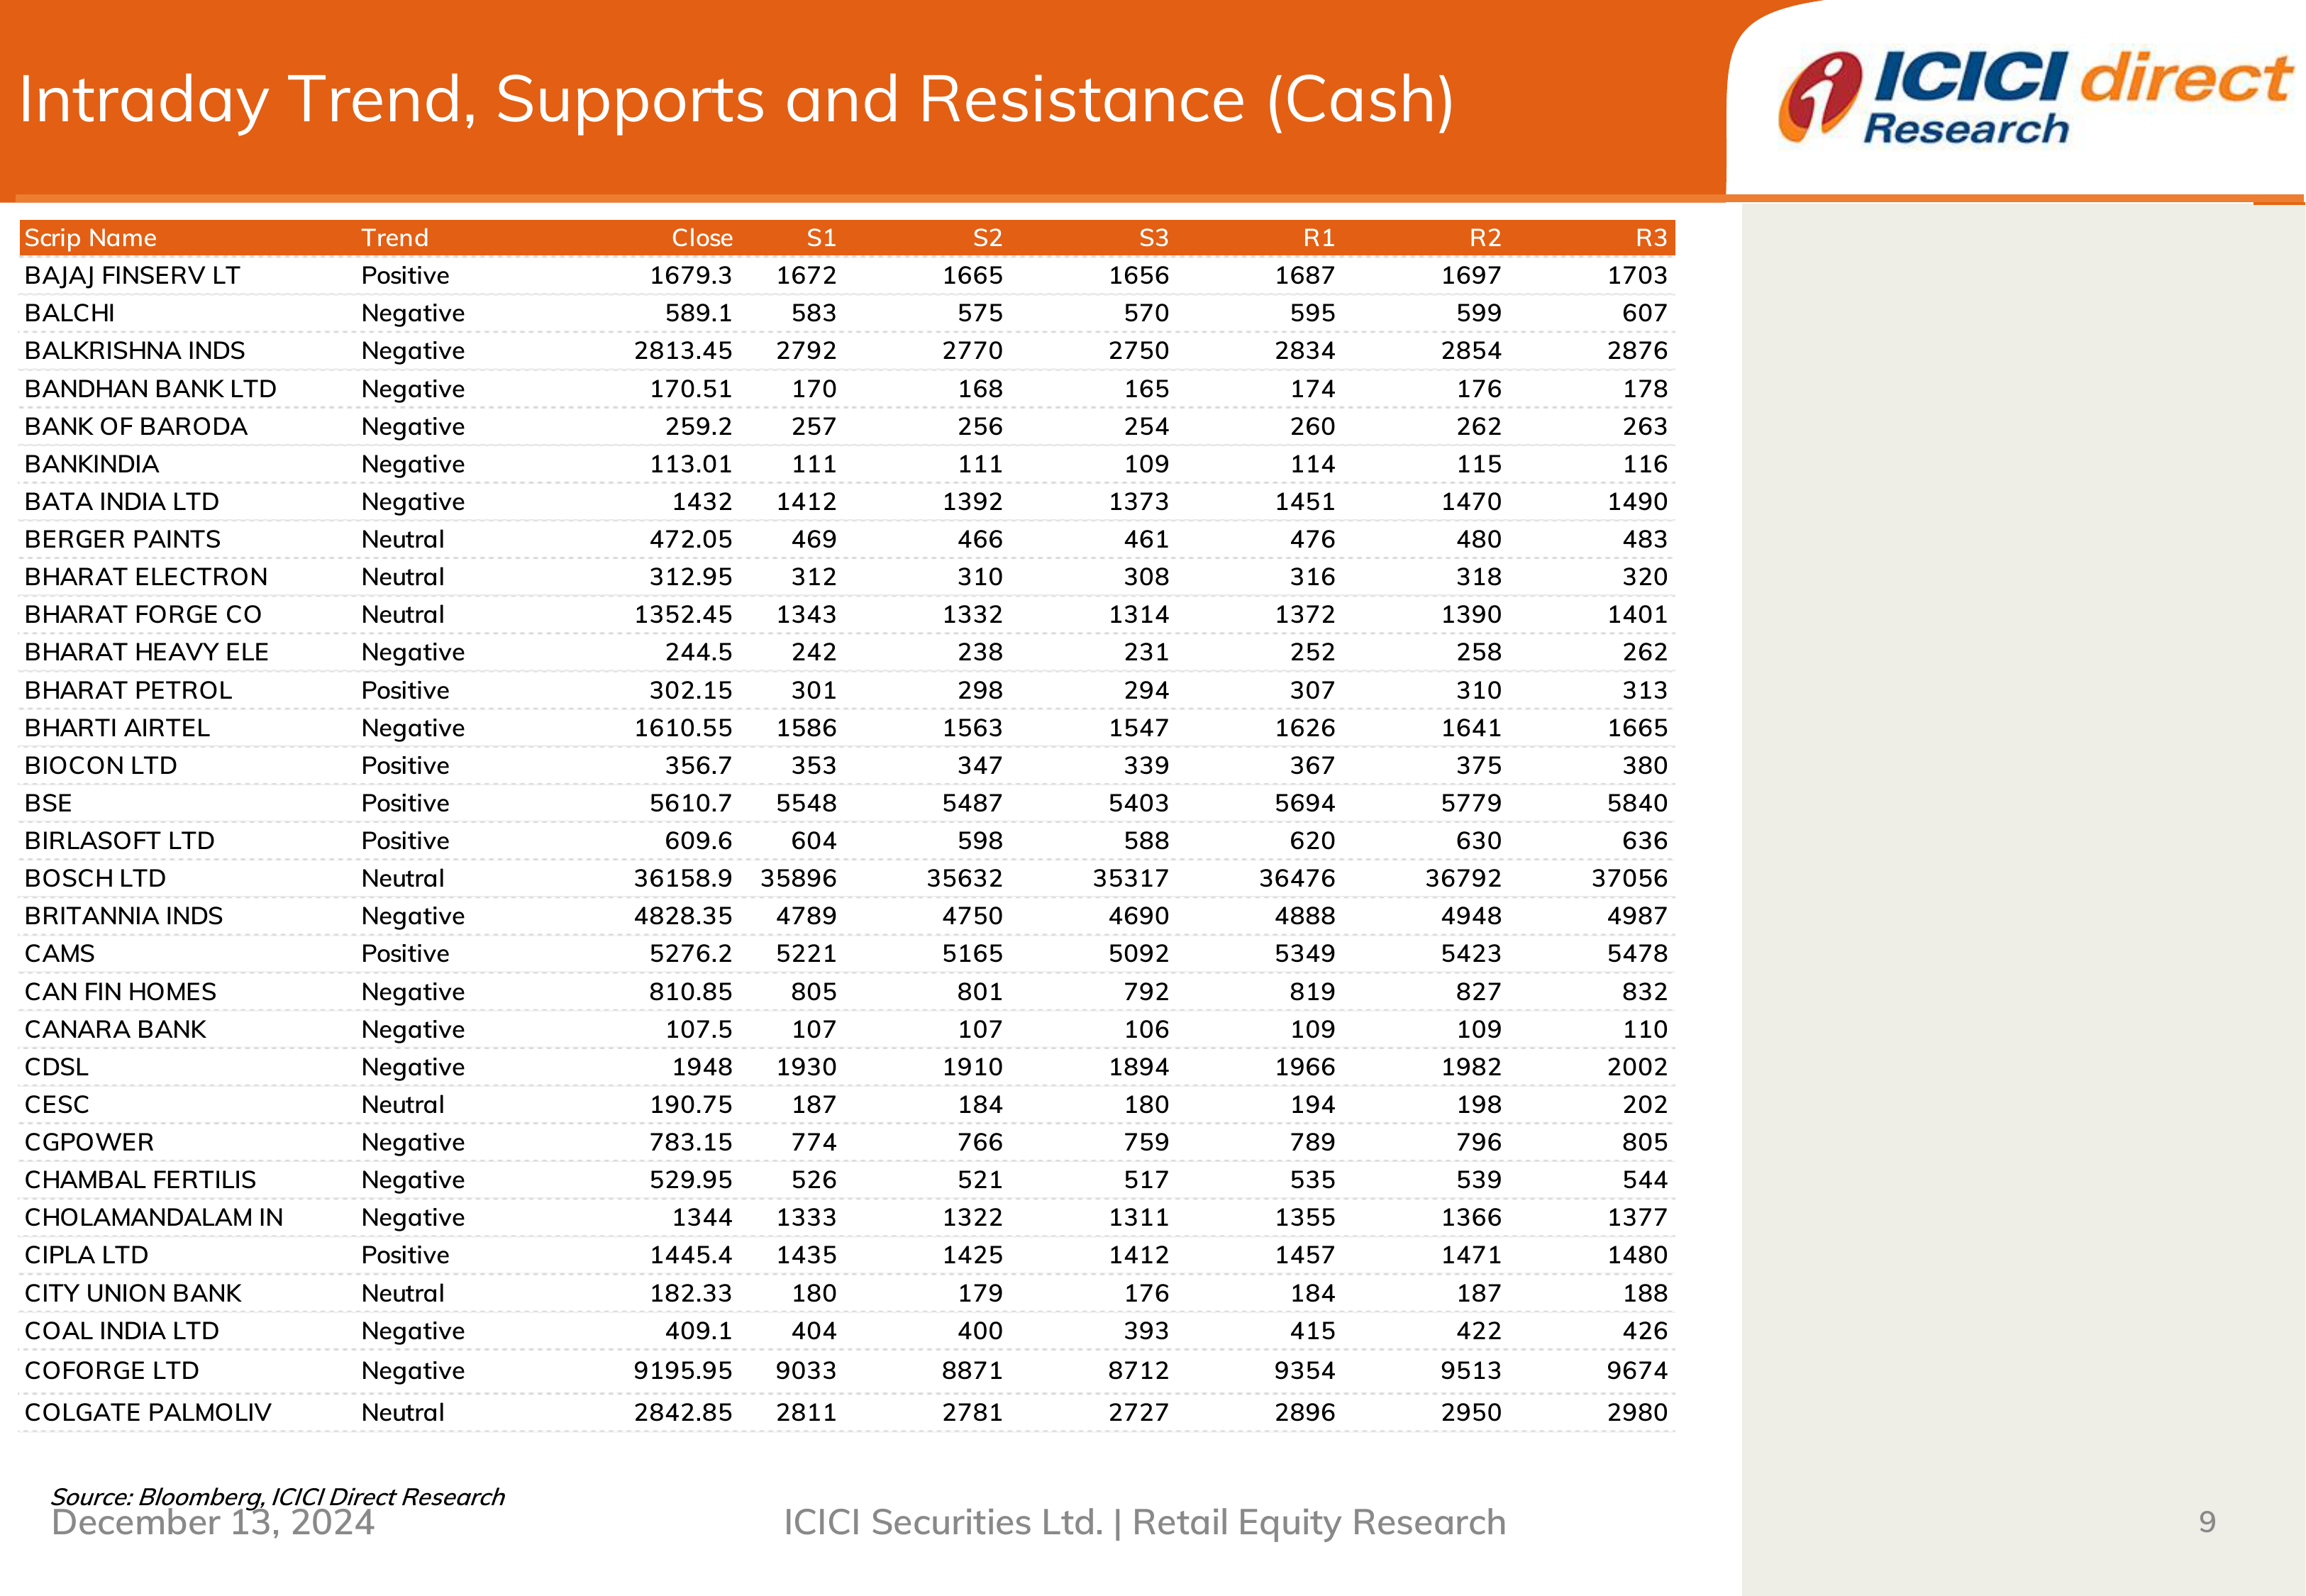 Intraday Trend, Supports and Resistance (Cash)
ICICI direct
Research
Scrip Name Trend Close S1 S2 S3 R1 R2 R3
BAJAJ FINSERV LT Positive 1679.3 1672 1665 1656 1687 1697 1703
BALCHI Negative 589.1 583 575 570 595 599 607
BALKRISHNA INDS Negative 2813.45 2792 2770 2750 2834 2854 2876
BANDHAN BANK LTD Negative 170.51 170 168 165 174 176 178
BANK OF BARODA Negative 259.2 257 256 254 260 262 263
BANKINDIA Negative 113.01 111 111 109 114 115 116
BATA INDIA LTD Negative 1432 1412 1392 1373 1451 1470 1490
BERGER PAINTS Neutral 472.05 469 466 461 476 480 483
BHARAT ELECTRON Neutral 312.95 312 310 308 316 318 320
BHARAT FORGE CO Neutral 1352.45 1343 1332 1314 1372 1390 1401
BHARAT HEAVY ELE Negative 244.5 242 238 231 252 258 262
BHARAT PETROL Positive 302.15 301 298 294 307 310 313
BHARTI AIRTEL Negative 1610.55 1586 1563 1547 1626 1641 1665
BIOCON LTD Positive 356.7 353 347 339 367 375 380
BSE Positive 5610.7 5548 5487 5403 5694 5779 5840
BIRLASOFT LTD Positive 609.6 604 598 588 620 630 636
BOSCH LTD Neutral 36158.9 35896 35632 35317 36476 36792 37056
BRITANNIA INDS Negative 4828.35 4789 4750 4690 4888 4948 4987
CAMS Positive 5276.2 5221 5165 5092 5349 5423 5478
CAN FIN HOMES Negative 810.85 805 801 792 819 827 832
CANARA BANK Negative 107.5 107 107 106 109 109 110
CDSL Negative 1948 1930 1910 1894 1966 1982 2002
CESC Neutral 190.75 187 184 180 194 198 202
CGPOWER Negative 783.15 774 766 759 789 796 805
CHAMBAL FERTILIS Negative 529.95 526 521 517 535 539 544
CHOLAMANDALAM IN Negative 1344 1333 1322 1311 1355 1366 1377
CIPLA LTD Positive 1445.4 1435 1425 1412 1457 1471 1480
CITY UNION BANK Neutral 182.33 180 179 176 184 187 188
COAL INDIA LTD Negative 409.1 404 400 393 415 422 426
COFORGE LTD Negative 9195.95 9033 8871 8712 9354 9513 9674
COLGATE PALMOLIV Neutral 2842.85 2811 2781 2727 2896 2950 2980
Source: Bloomberg, ICICI Direct Research
December 13, 2024 ICICI Securities Ltd. | Retail Equity Research 9